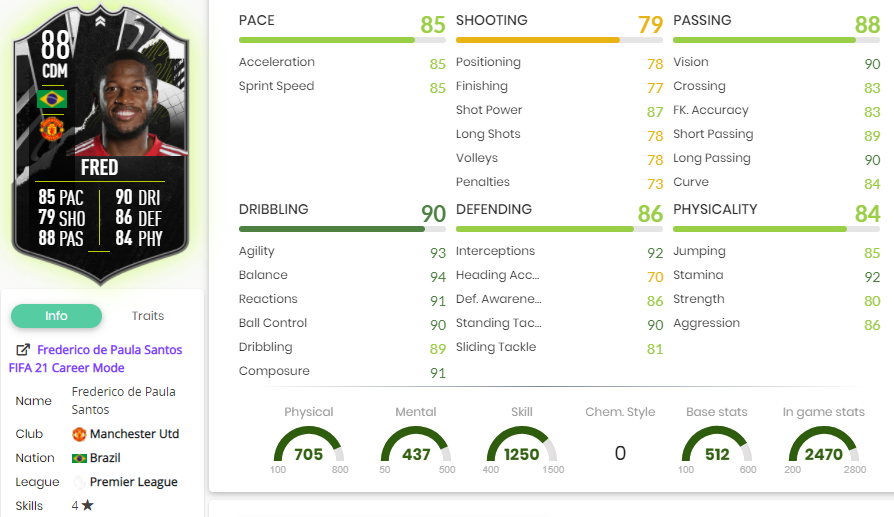 88
CDM
FRED
85 PAC 90 DRI
79 SHO 86 DEF
88 PAS 84 PHY
Info Traits
Frederico de Paula Santos
FIFA 21 Career Mode
Name Frederico de Paula
Santos
Club Manchester Utd
Nation Brazil
League Premier League
Skills 4 ★
PACE 85
Acceleration 85
Sprint Speed 85
SHOOTING 79
Positioning 78
Finishing 77
Shot Power 87
Long Shots 78
Volleys 78
Penalties 73
PASSING 88
Vision 90
Crossing 83
FK. Accuracy 83
Short Passing 89
Long Passing 90
Curve 84
DRIBBLING 90
Agility 93
Balance 94
Reactions 91
Ball Control 90
Dribbling 89
Composure 91
DEFENDING 86
Interceptions 92
Heading Acc... 70
Def. Awarene... 86
Standing Tac... 90
Sliding Tackle 81
PHYSICALITY 84
Jumping 85
Stamina 92
Strength 80
Aggression 86
Physical
705
100 800
Mental
437
50 500
Skill
1250
400 1500
Chem. Style
0
Base stats
512
100 600
In game stats
2470
200 2800